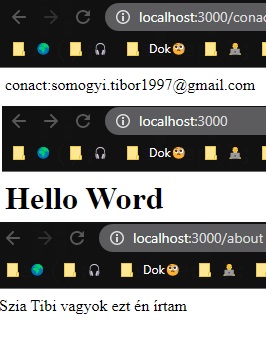 localhost:3000/conac
Dok
conact:somogyi.tibor1997@gmail.com
localhost:3000
Dok
Hello Word
localhost:3000/about
Dok
Szia Tibi vagyok ezt én írtam